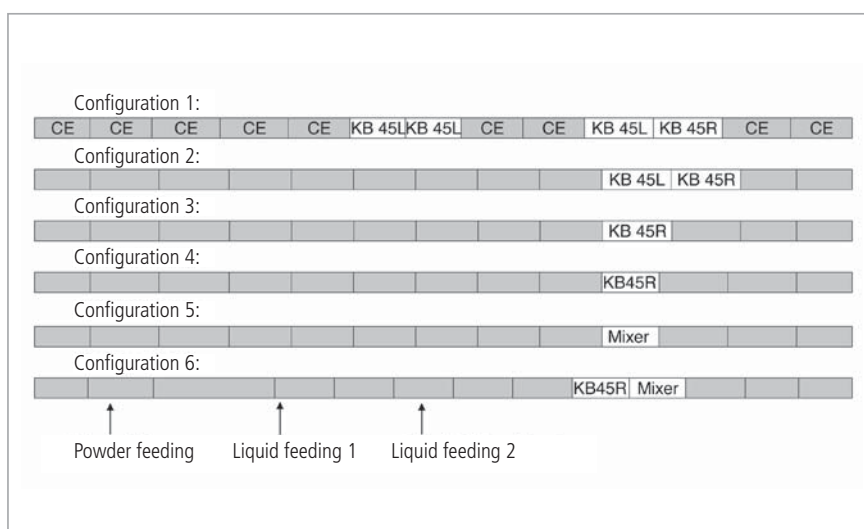 Configuration 1:
CE CE CE CE CE KB 45L KB 45L CE CE KB 45L KB 45R CE CE
Configuration 2:
KB 45L KB 45R
Configuration 3:
KB 45R
Configuration 4:
KB45R
Configuration 5:
Mixer
Configuration 6:
KB45R Mixer
Powder feeding Liquid feeding 1 Liquid feeding 2